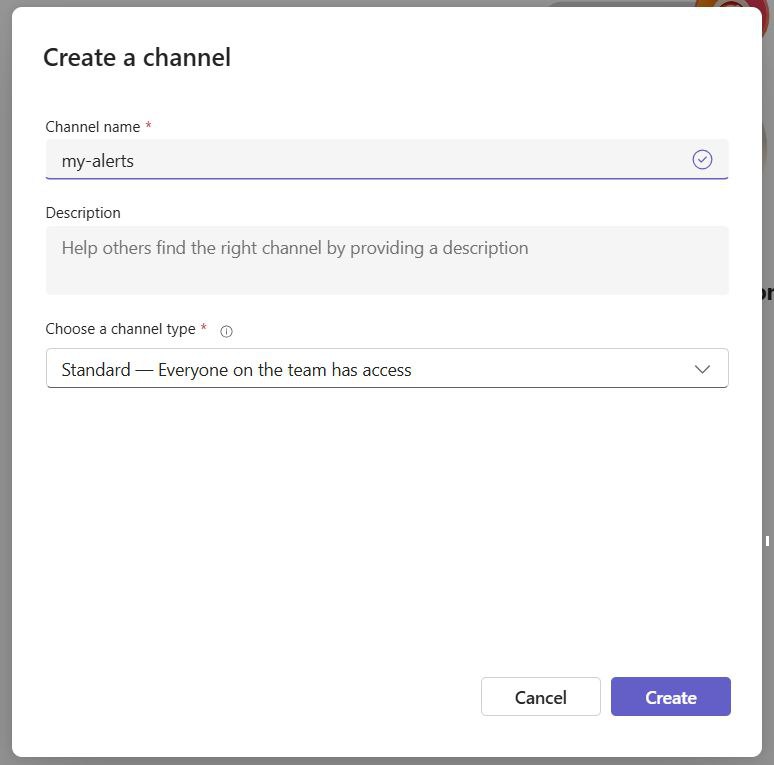 Create a channel
Channel name *
my-alerts
Description
Help others find the right channel by providing a description
Choose a channel type *
Standard — Everyone on the team has access
Cancel
Create